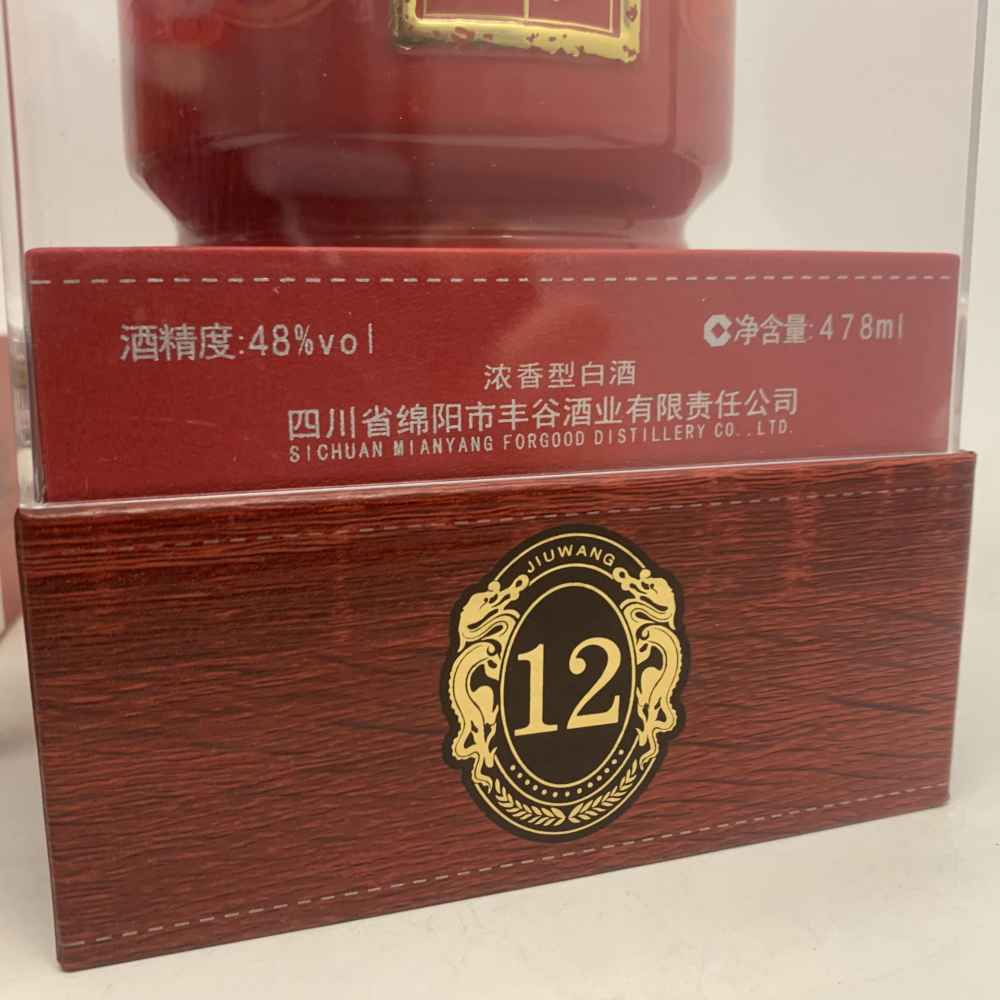 酒精度:48%vol
净含量:478ml
浓香型白酒
四川省绵阳市丰谷酒业有限责任公司
SICHUAN MIANYANG FORGOOD DISTILLERY CO.,LTD.
JIUWANG
12